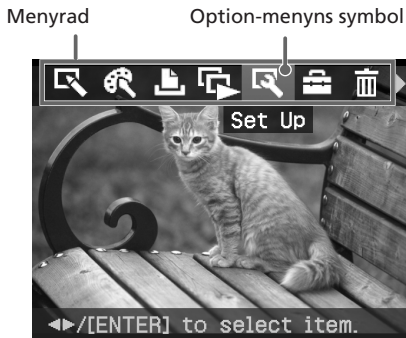 Menyrad
Option-menyns symbol
Set Up
◀▶/[ENTER] to select item.